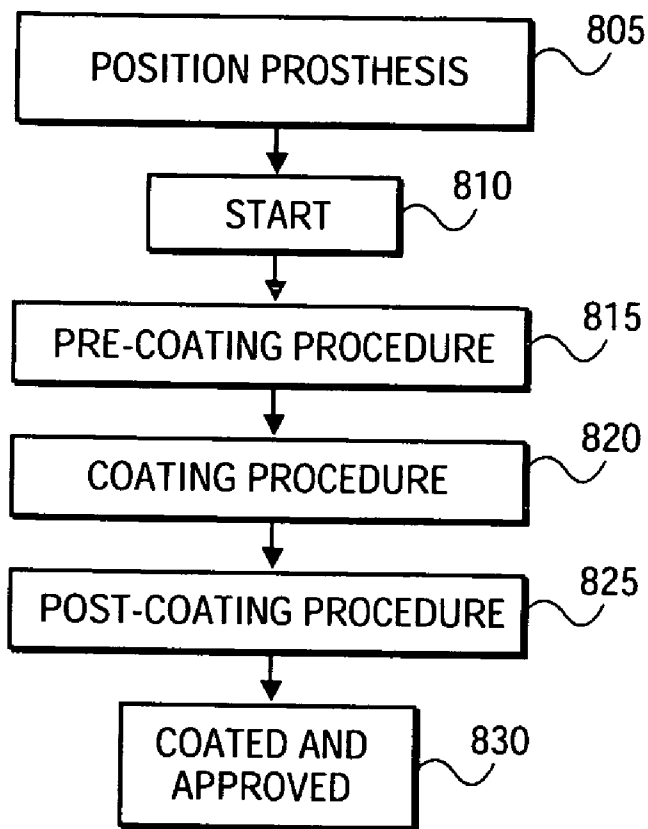 POSITION PROSTHESIS
805
START
810
PRE-COATING PROCEDURE
815
COATING PROCEDURE
820
POST-COATING PROCEDURE
825
COATED AND
APPROVED
830